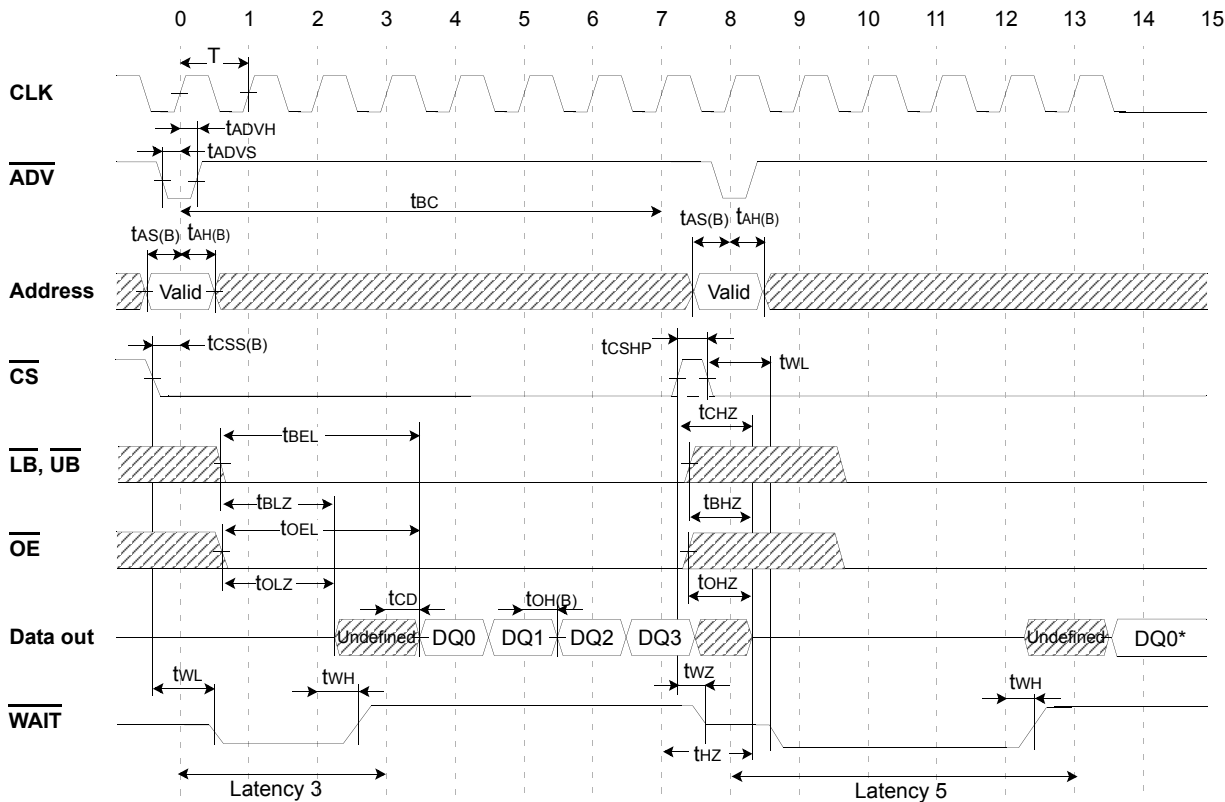 0 1 2 3 4 5 6 7 8 9 10 11 12 13 14 15
T
CLK
tADVH
tADVS
ADV
tBC
tAS(B) tAH(B) tAS(B) tAH(B)
Address Valid Valid
tCSS(B) tCSHP tWL
CS
tCHZ
tBEL
LB, UB
tBLZ tBHZ
tOEL
OE
tOLZ tOHZ
tCD tOH(B)
Data out Undefined DQ0 DQ1 DQ2 DQ3 Undefined DQ0*
tWL tWH tWZ tWH
WAIT
tHZ
Latency 3 Latency 5